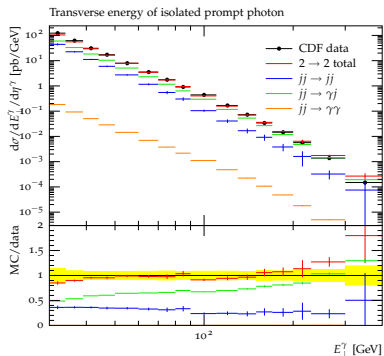 Transverse energy of isolated prompt photon
dσ/dE⊥^γ/dη^γ [pb/GeV]
10^2
10^1
1
10^-1
10^-2
10^-3
10^-4
10^-5
CDF data
2 → 2 total
jj → jj
jj → γj
jj → γγ
MC/data
2
1.5
1
0.5
0
10^2
E⊥^γ [GeV]